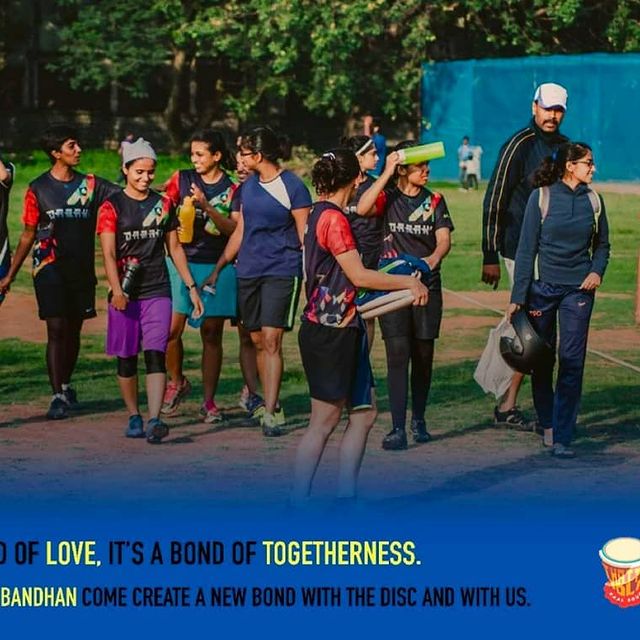 OF LOVE, IT'S A BOND OF TOGETHERNESS.
BANDHAN COME CREATE A NEW BOND WITH THE DISC AND WITH US.